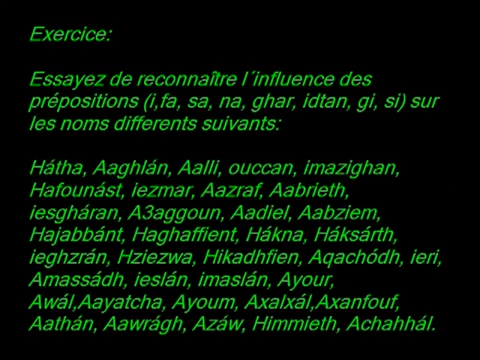 Exercice:
Essayez de reconnaître l´influence des
prépositions (i,fa, sa, na, ghar, idtan, gi, si) sur
les noms differents suivants:
Hátha, Aaghlán, Aalli, ouccan, imazighan,
Hafounást, iezmar, Aazraf, Aabrieth,
iesgháran, A3aggoun, Aadiel, Aabziem,
Hajabbánt, Haghaffient, Hákna, Háksárth,
ieghzrán, Hziezwa, Hikadhfien, Aqachódh, ieri,
Amassádh, ieslán, imaslán, Ayour,
Awál,Aayatcha, Ayoum, Axalxál,Axanfouf,
Aathán, Aawrágh, Azáw, Himmieth, Achahhál.